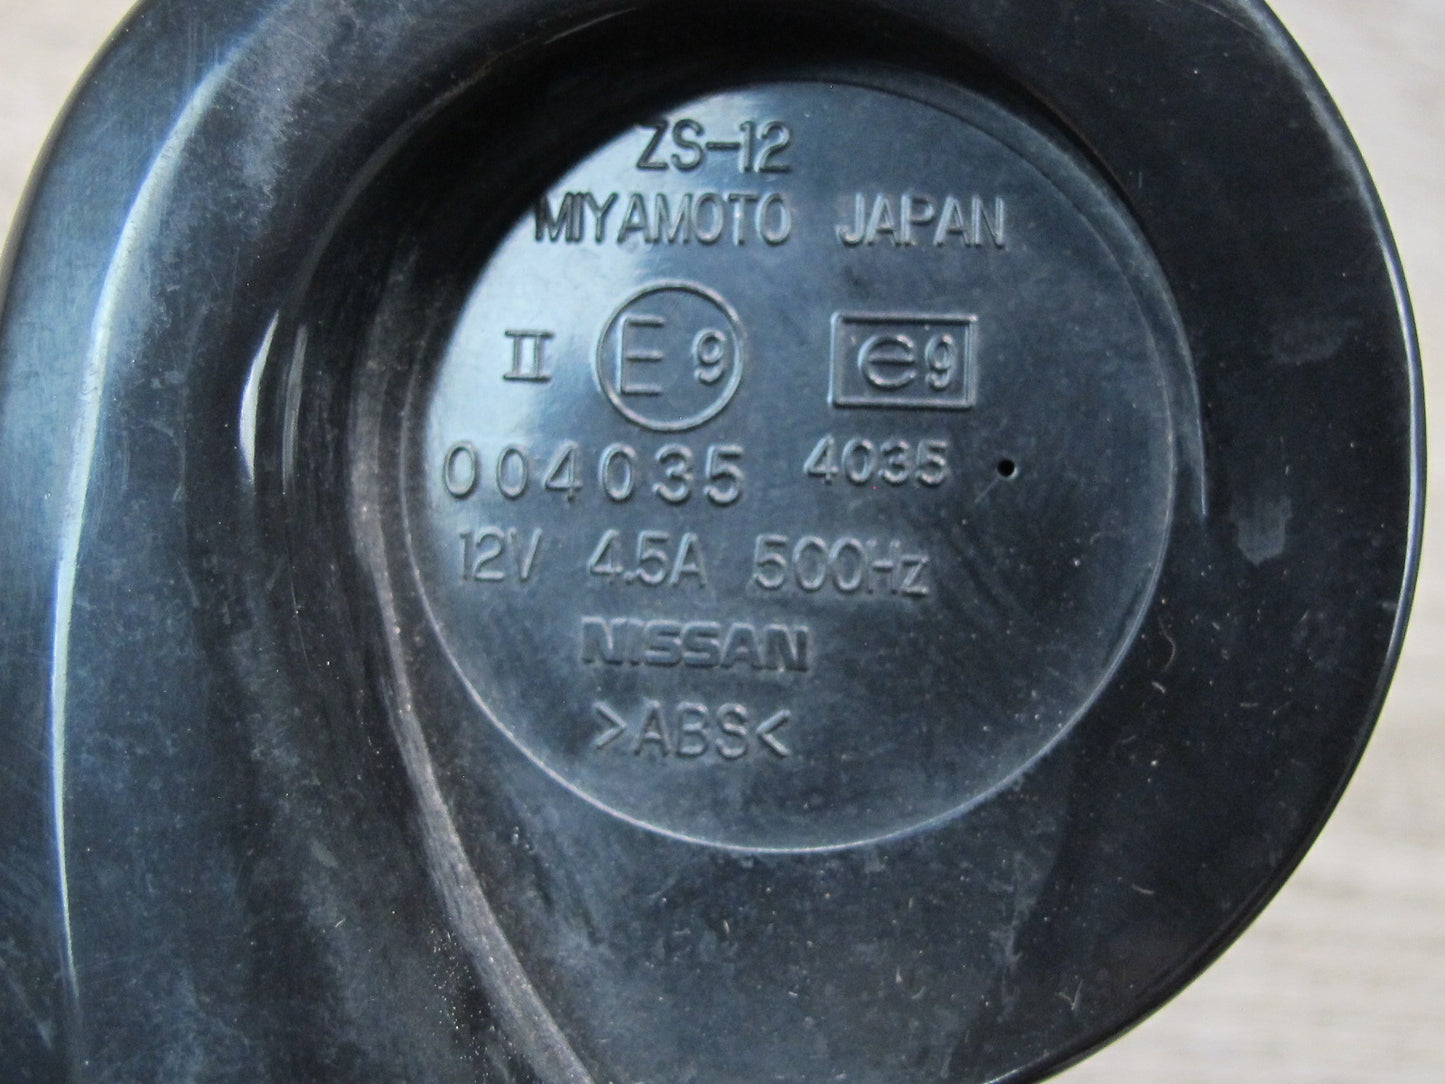 ZS-12
MIYAMOTO JAPAN
II E9 e9
004035 4035
12V 4.5A 500Hz
NISSAN
>ABS<